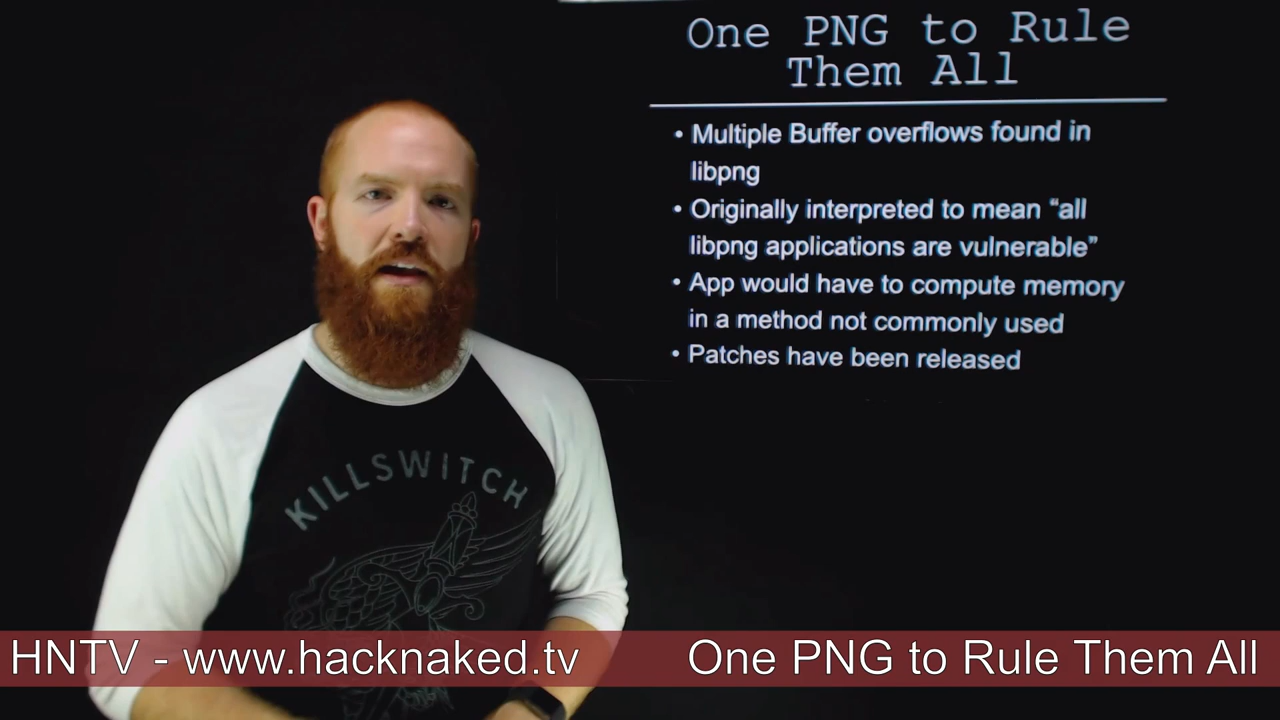 One PNG to Rule
Them All
• Multiple Buffer overflows found in
libpng
• Originally interpreted to mean “all
libpng applications are vulnerable”
• App would have to compute memory
in a method not commonly used
• Patches have been released
KILLSWITCH
HNTV - www.hacknaked.tv
One PNG to Rule Them All